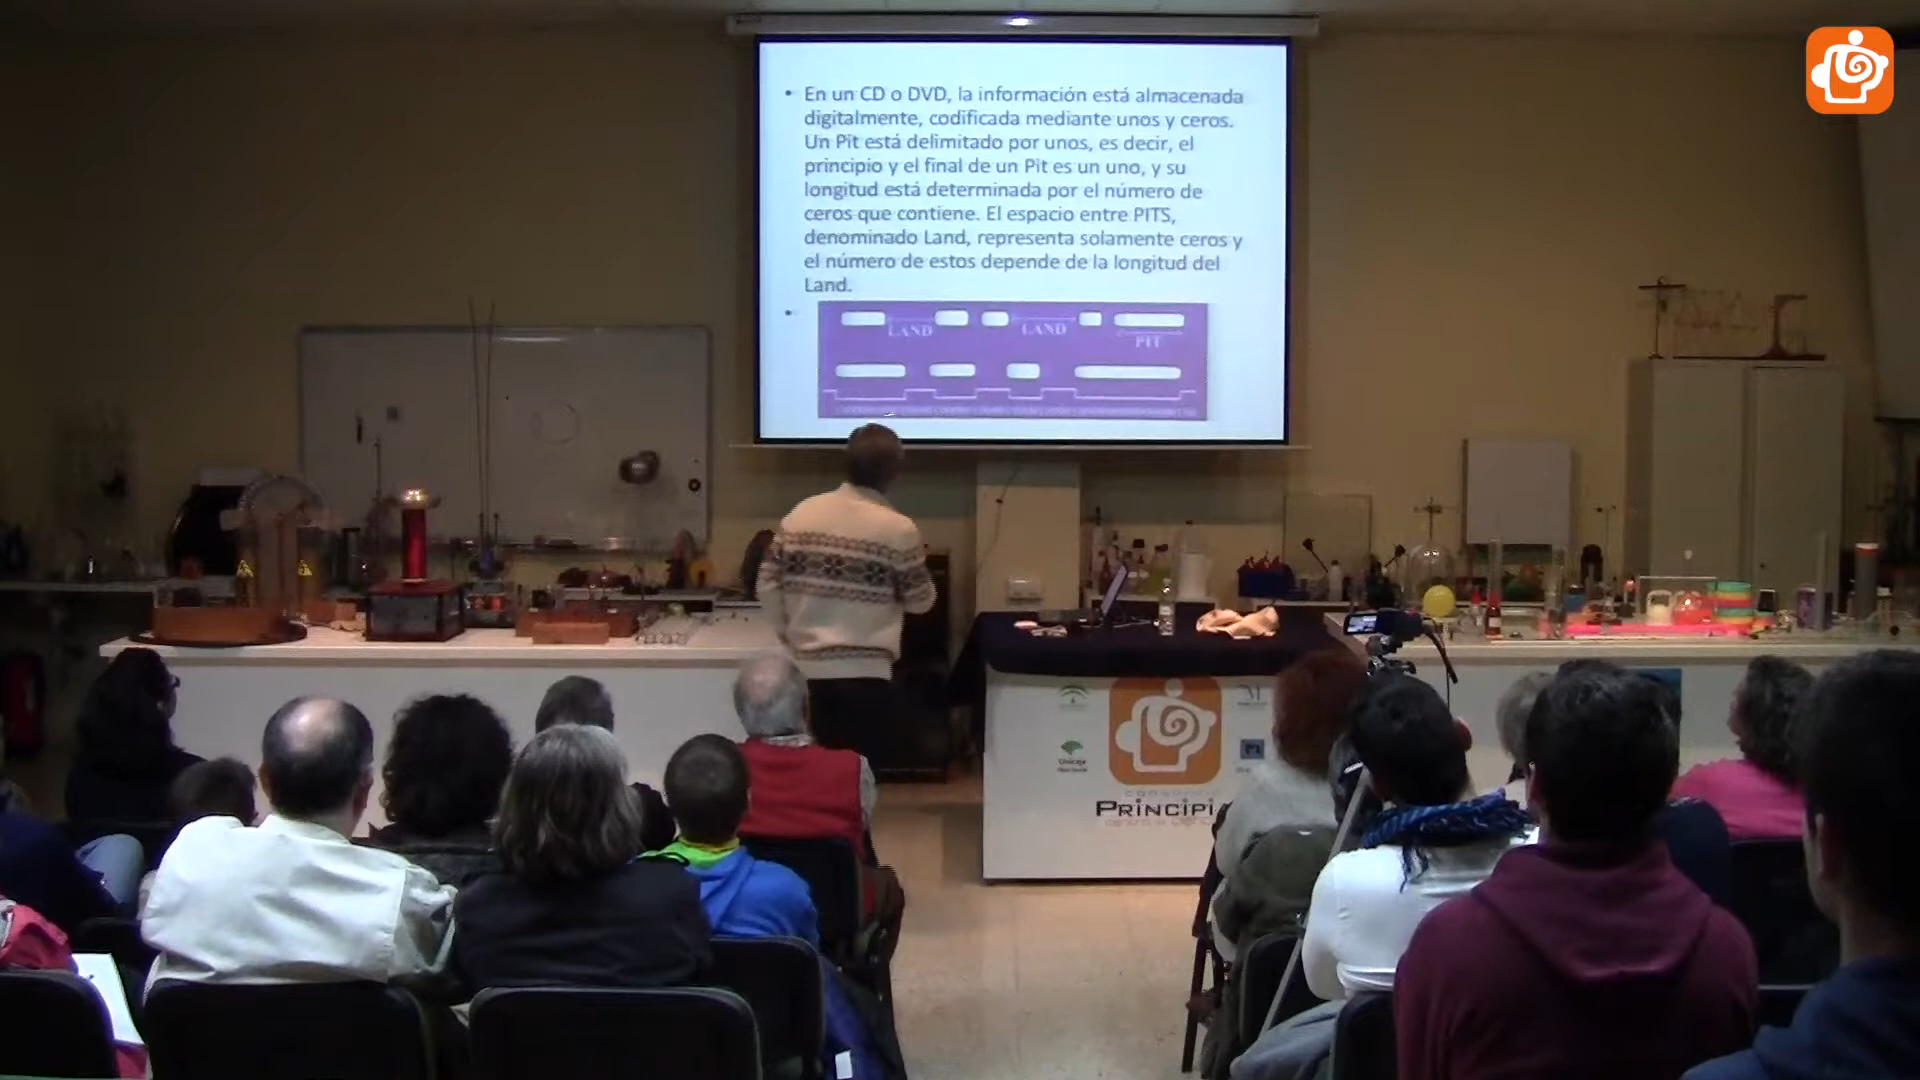 • En un CD o DVD, la información está almacenada
digitalmente, codificada mediante unos y ceros.
Un Pit está delimitado por unos, es decir, el
principio y el final de un Pit es un uno, y su
longitud está determinada por el número de
ceros que contiene. El espacio entre PITS,
denominado Land, representa solamente ceros y
el número de estos depende de la longitud del
Land.
LAND
LAND
PIT
Unicaja
PRINCIPI